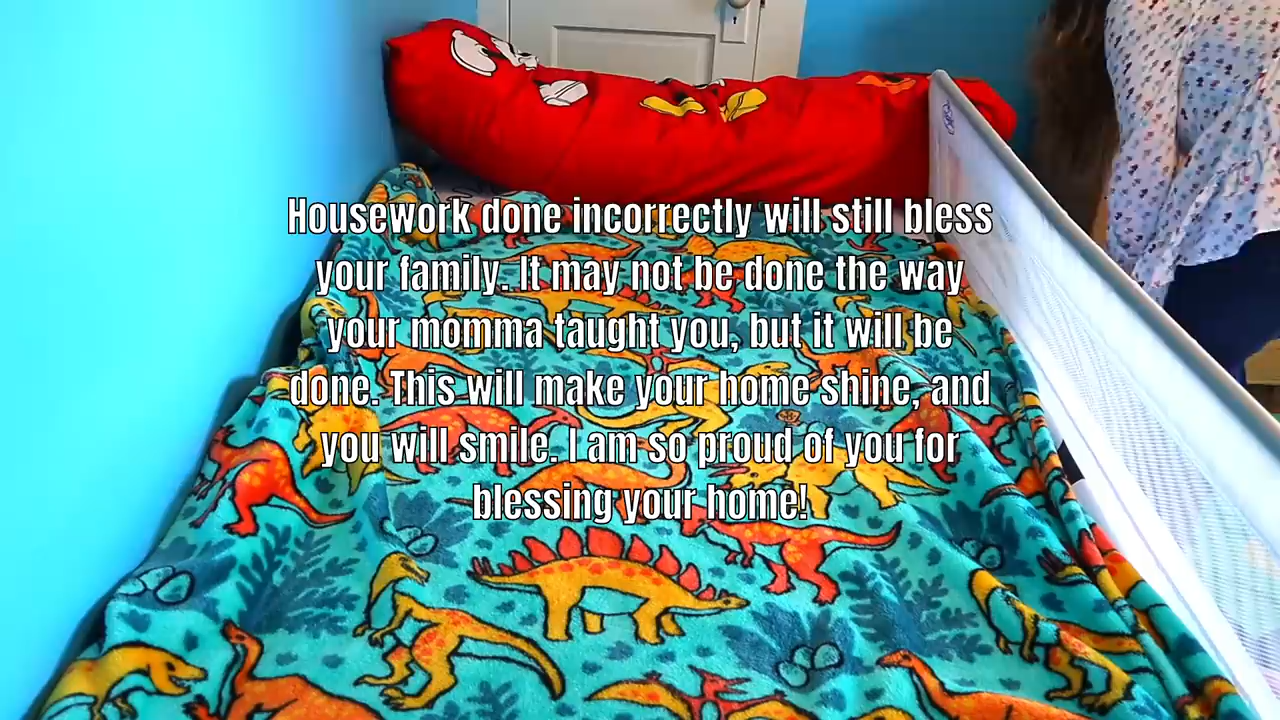 Housework done incorrectly will still bless
your family. It may not be done the way
your momma taught you, but it will be
done. This will make your home shine, and
you will smile. I am so proud of you for
blessing your home!